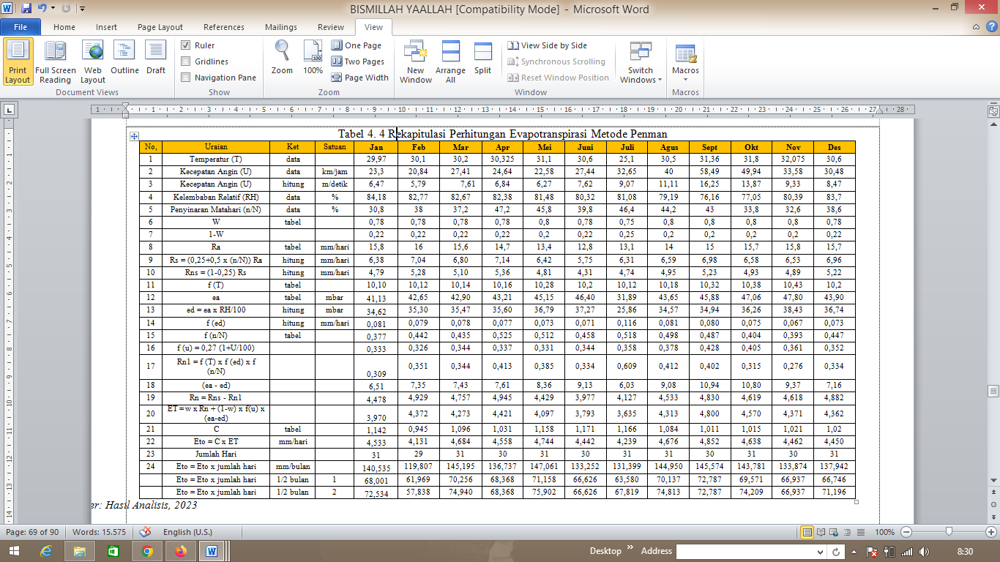 BISMILLAH YAALLAH [Compatibility Mode] - Microsoft Word
File Home Insert Page Layout References Mailings Review View
Print Layout
Full Screen Reading
Web Layout
Outline
Draft
Document Views
Ruler
Gridlines
Navigation Pane
Show
Zoom
100%
One Page
Two Pages
Page Width
Zoom
New Window
Arrange All
Split
View Side by Side
Synchronous Scrolling
Reset Window Position
Window
Switch Windows
Macros
Macros
Tabel 4. 4 Rekapitulasi Perhitungan Evapotranspirasi Metode Penman
No, Uraian Ket Satuan Jan Feb Mar Apr Mei Juni Juli Agus Sept Okt Nov Des
1 Temperatur (T) data 29,97 30,1 30,2 30,325 31,1 30,6 25,1 30,5 31,36 31,8 32,075 30,6
2 Kecepatan Angin (U) data km/jam 23,3 20,84 27,41 24,64 22,58 27,44 32,65 40 58,49 49,94 33,58 30,48
3 Kecepatan Angin (U) hitung m/detik 6,47 5,79 7,61 6,84 6,27 7,62 9,07 11,11 16,25 13,87 9,33 8,47
4 Kelembaban Relatif (RH) data % 84,18 82,77 82,67 82,38 81,48 80,32 81,08 79,19 76,16 77,05 80,39 83,7
5 Penyinaran Matahari (n/N) data % 30,8 38 37,2 47,2 45,8 39,8 46,4 44,2 43 33,8 32,6 38,6
6 W tabel 0,78 0,78 0,78 0,78 0,8 0,78 0,75 0,8 0,8 0,8 0,8 0,78
7 1-W 0,22 0,22 0,22 0,22 0,2 0,22 0,25 0,2 0,2 0,2 0,2 0,22
8 Ra tabel mm/hari 15,8 16 15,6 14,7 13,4 12,8 13,1 14 15 15,7 15,8 15,7
9 Rs = (0,25+0,5 x (n/N)) Ra hitung mm/hari 6,38 7,04 6,80 7,14 6,42 5,75 6,31 6,59 6,98 6,58 6,53 6,96
10 Rns = (1-0,25) Rs hitung mm/hari 4,79 5,28 5,10 5,36 4,81 4,31 4,74 4,95 5,23 4,93 4,89 5,22
11 f (T) tabel 10,10 10,12 10,14 10,16 10,28 10,2 10,12 10,18 10,32 10,38 10,43 10,2
12 ea tabel mbar 41,13 42,65 42,90 43,21 45,15 46,40 31,89 43,65 45,88 47,06 47,80 43,90
13 ed = ea x RH/100 hitung mbar 34,62 35,30 35,47 35,60 36,79 37,27 25,86 34,57 34,94 36,26 38,43 36,74
14 f (ed) hitung mm/hari 0,081 0,079 0,078 0,077 0,073 0,071 0,116 0,081 0,080 0,075 0,067 0,073
15 f (n/N) tabel 0,377 0,442 0,435 0,525 0,512 0,458 0,518 0,498 0,487 0,404 0,393 0,447
16 f (u) = 0,27 (1+U/100) 0,333 0,326 0,344 0,337 0,331 0,344 0,358 0,378 0,428 0,405 0,361 0,352
17 Rn1 = f (T) x f (ed) x f (n/N) 0,309 0,351 0,344 0,413 0,385 0,334 0,609 0,412 0,402 0,315 0,276 0,334
18 (ea - ed) 6,51 7,35 7,43 7,61 8,36 9,13 6,03 9,08 10,94 10,80 9,37 7,16
19 Rn = Rns - Rn1 4,478 4,929 4,757 4,945 4,429 3,977 4,127 4,533 4,830 4,619 4,618 4,882
20 ET = w x Rn + (1-w) x f(u) x (ea-ed) 3,970 4,372 4,273 4,421 4,097 3,793 3,635 4,313 4,800 4,570 4,371 4,362
21 C tabel 1,142 0,945 1,096 1,031 1,158 1,171 1,166 1,084 1,011 1,015 1,021 1,02
22 Eto = C x ET mm/hari 4,533 4,131 4,684 4,558 4,744 4,442 4,239 4,676 4,852 4,638 4,462 4,450
23 Jumlah Hari 31 29 31 30 31 30 31 31 30 31 30 31
24 Eto = Eto x jumlah hari mm/bulan 140,535 119,807 145,195 136,737 147,061 133,252 131,399 144,950 145,574 143,781 133,874 137,942
Eto = Eto x jumlah hari 1/2 bulan 1 68,001 61,969 70,256 68,368 71,158 66,626 63,580 70,137 72,787 69,571 66,937 66,746
Eto = Eto x jumlah hari 1/2 bulan 2 72,534 57,838 74,940 68,368 75,902 66,626 67,819 74,813 72,787 74,209 66,937 71,196
er: Hasil Analisis, 2023
Page: 69 of 90 Words: 15.575 English (U.S.) 100%
Desktop Address 8:30